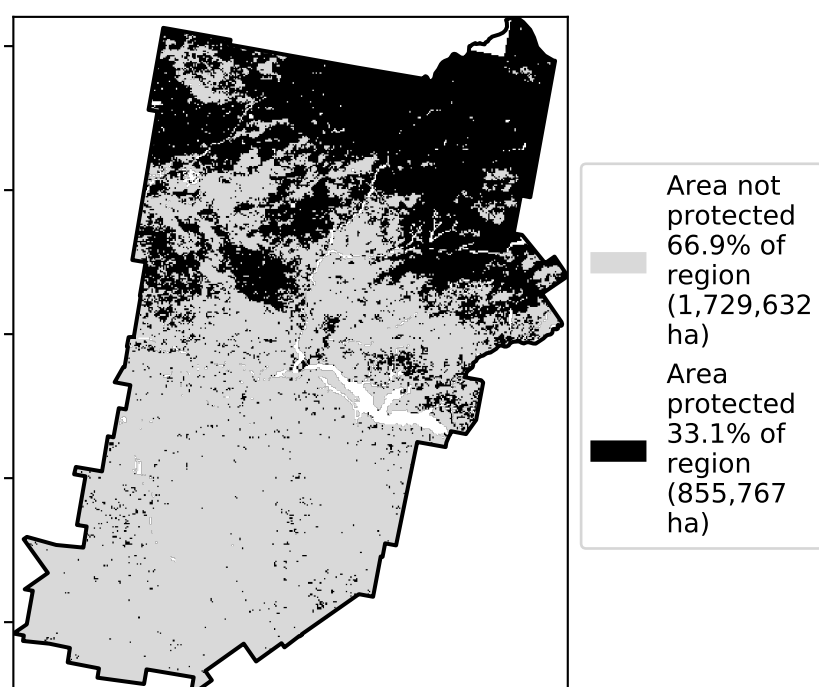 Area not
protected
66.9% of
region
(1,729,632
ha)
Area
protected
33.1% of
region
(855,767
ha)